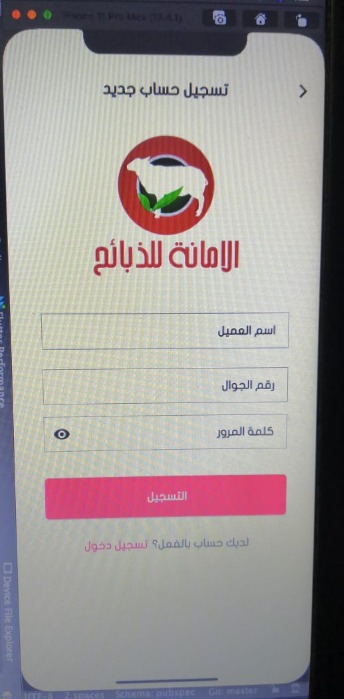 iPhone 11 Pro Max (13.4.1)
تسجيل حساب جديد
الامانة للذبائح
اسم العميل
رقم الجوال
كلمة المرور
التسجيل
لديك حساب بالفعل؟ تسجيل دخول
Flutter Performance
Device File Explorer
UTF-8 2 spaces Schema: pubspec Git: master